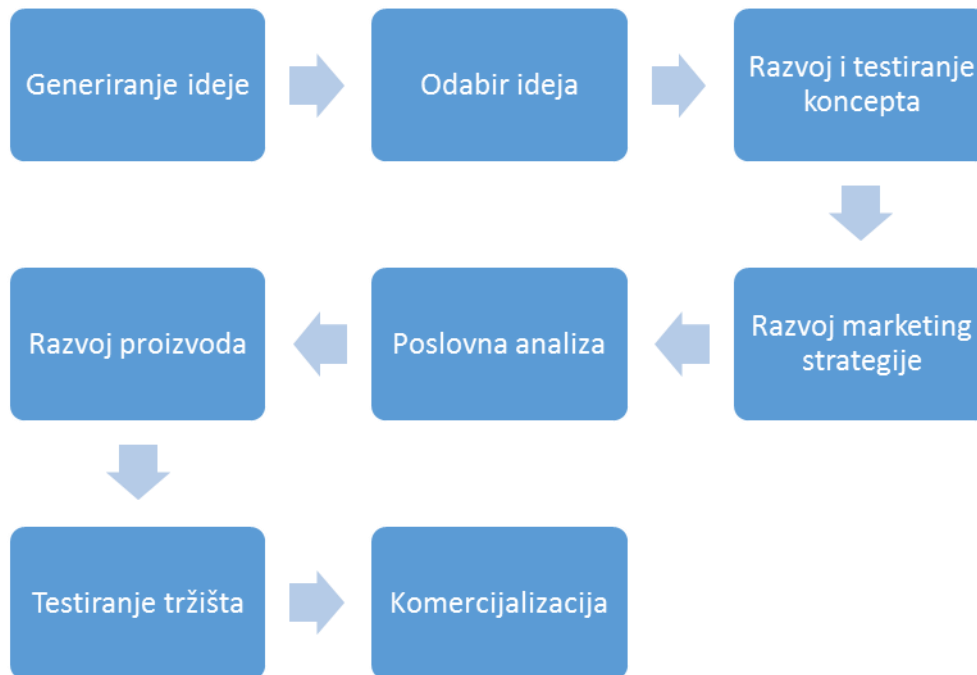 Generiranje ideje
Odabir ideja
Razvoj i testiranje
koncepta
Razvoj marketing
strategije
Poslovna analiza
Razvoj proizvoda
Testiranje tržišta
Komercijalizacija